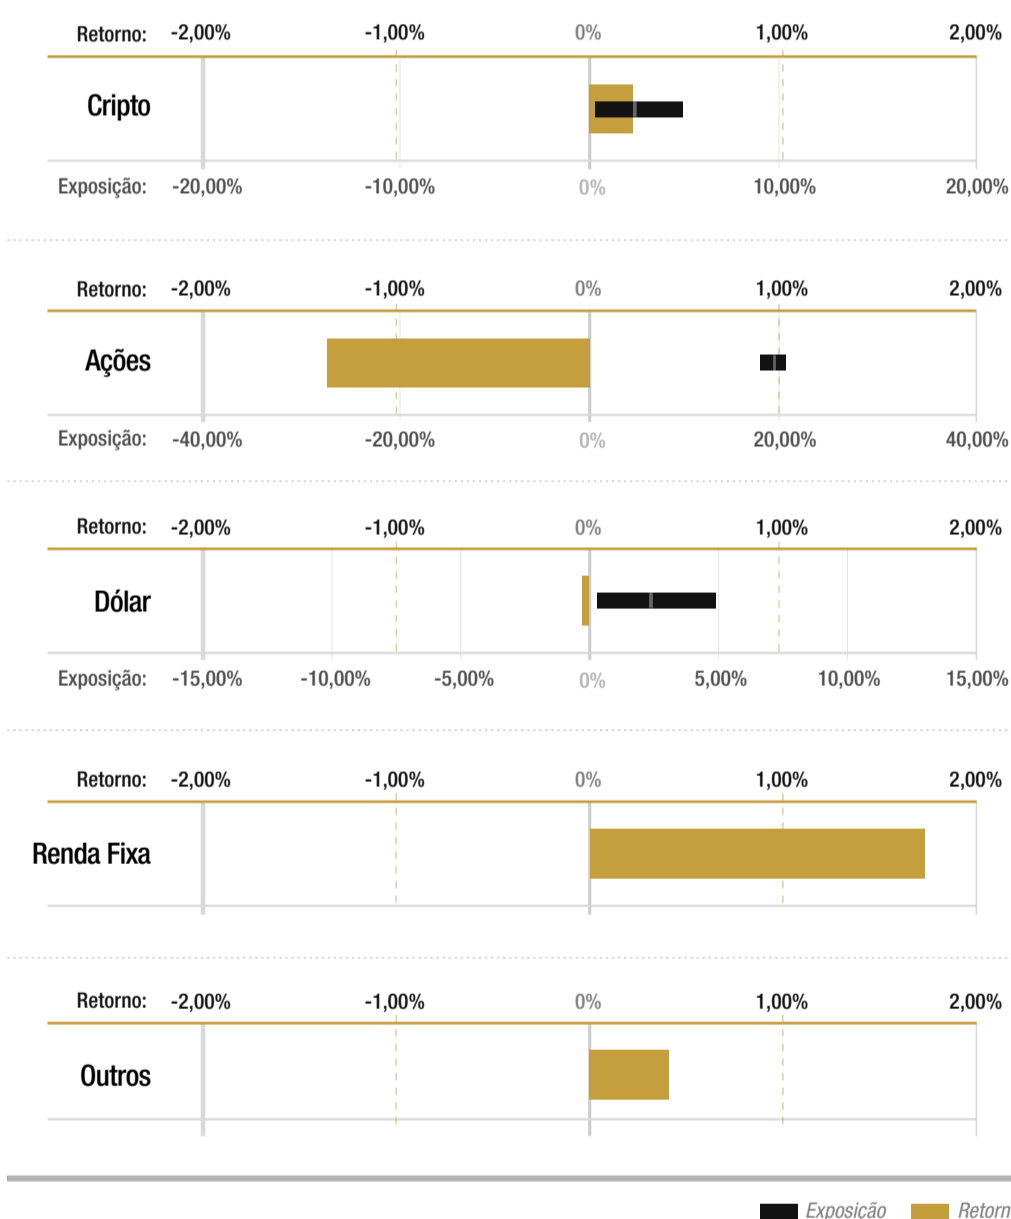 Retorno: -2,00% -1,00% 0% 1,00% 2,00%
Cripto
Exposição: -20,00% -10,00% 0% 10,00% 20,00%
Retorno: -2,00% -1,00% 0% 1,00% 2,00%
Ações
Exposição: -40,00% -20,00% 0% 20,00% 40,00%
Retorno: -2,00% -1,00% 0% 1,00% 2,00%
Dólar
Exposição: -15,00% -10,00% -5,00% 0% 5,00% 10,00% 15,00%
Retorno: -2,00% -1,00% 0% 1,00% 2,00%
Renda Fixa
Retorno: -2,00% -1,00% 0% 1,00% 2,00%
Outros
Exposição Retorn